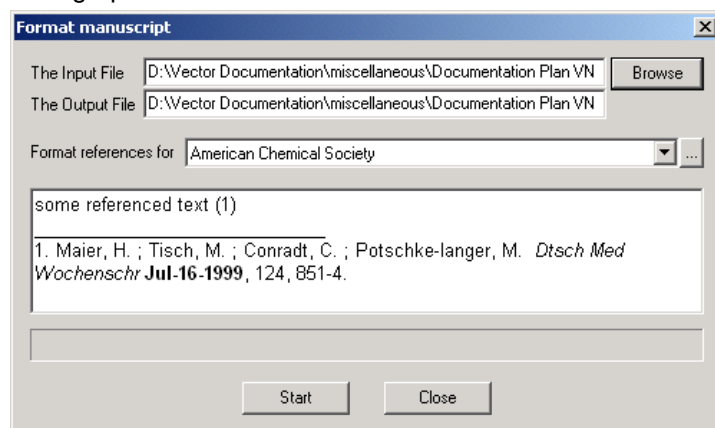 Format manuscript
The Input File D:\Vector Documentation\miscellaneous\Documentation Plan VN Browse
The Output File D:\Vector Documentation\miscellaneous\Documentation Plan VN
Format references for American Chemical Society ...
some referenced text (1)
1. Maier, H. ; Tisch, M. ; Conradt, C. ; Potschke-langer, M. Dtsch Med
Wochenschr Jul-16-1999, 124, 851-4.
Start Close